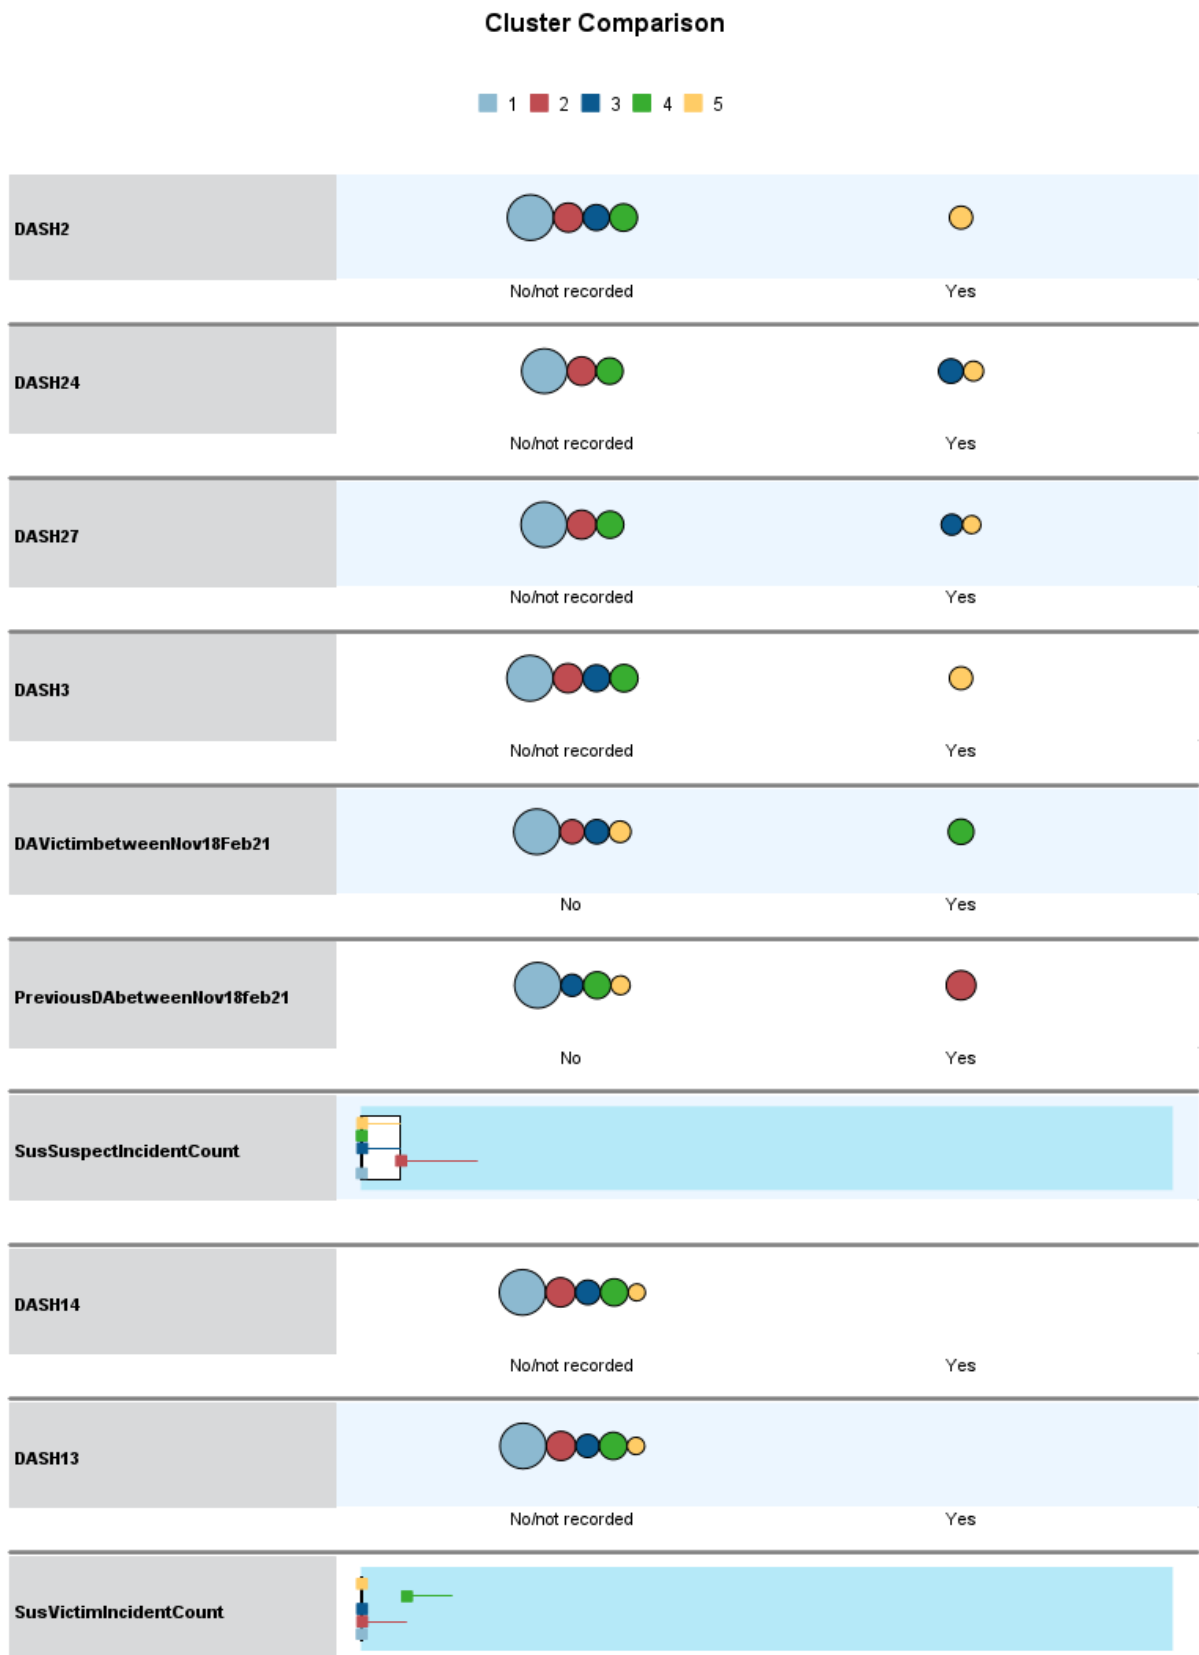 Cluster Comparison
1 2 3 4 5
DASH2
No/not recorded Yes
DASH24
No/not recorded Yes
DASH27
No/not recorded Yes
DASH3
No/not recorded Yes
DAVictimbetweenNov18Feb21
No Yes
PreviousDAbetweenNov18feb21
No Yes
SusSuspectIncidentCount
DASH14
No/not recorded Yes
DASH13
No/not recorded Yes
SusVictimIncidentCount